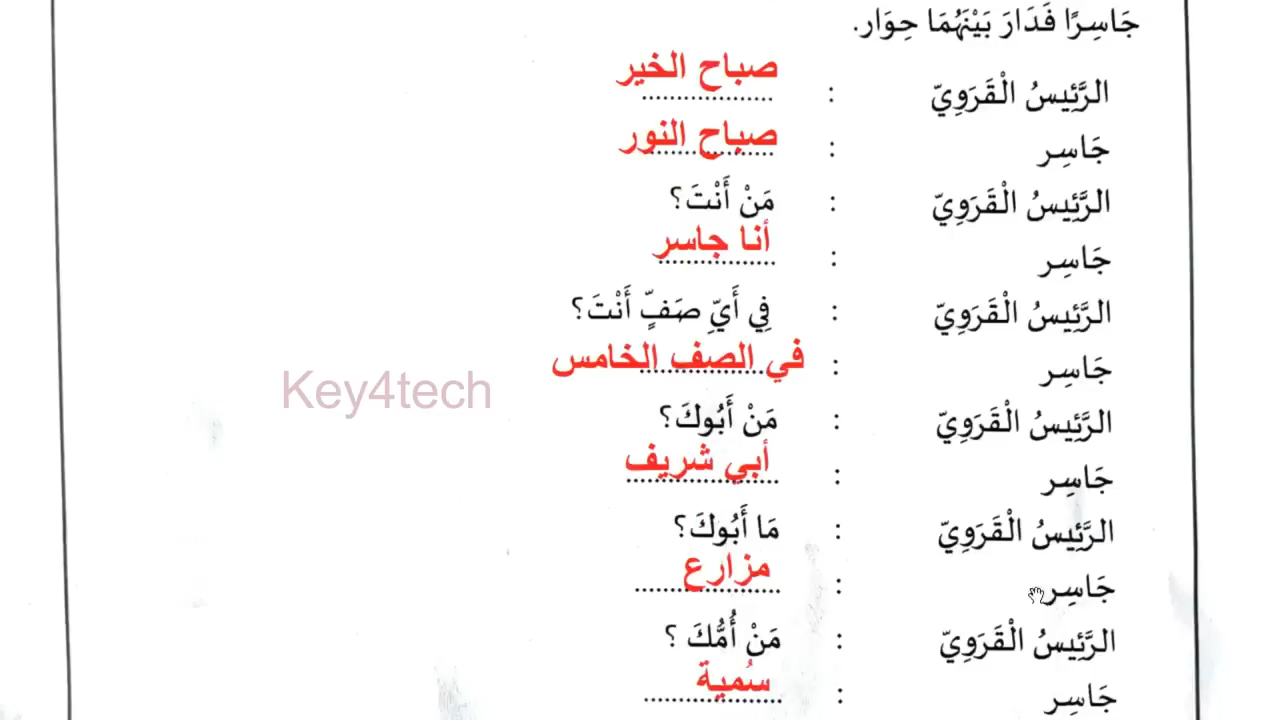 جَاسِرًا فَدَارَ بَيْنَهُمَا حِوَار.
الرَّئِيسُ الْقَرَوِيّ : صباح الخير
جَاسِر : صباح النور
الرَّئِيسُ الْقَرَوِيّ : مَنْ أَنْتَ؟
جَاسِر : أنا جاسر
الرَّئِيسُ الْقَرَوِيّ : فِي أَيِّ صَفٍّ أَنْتَ؟
جَاسِر : في الصف الخامس
الرَّئِيسُ الْقَرَوِيّ : مَنْ أَبُوكَ؟
جَاسِر : أبي شريف
الرَّئِيسُ الْقَرَوِيّ : مَا أَبُوكَ؟
جَاسِر : مزارع
الرَّئِيسُ الْقَرَوِيّ : مَنْ أُمُّكَ ؟
جَاسِر : سُمية
Key4tech